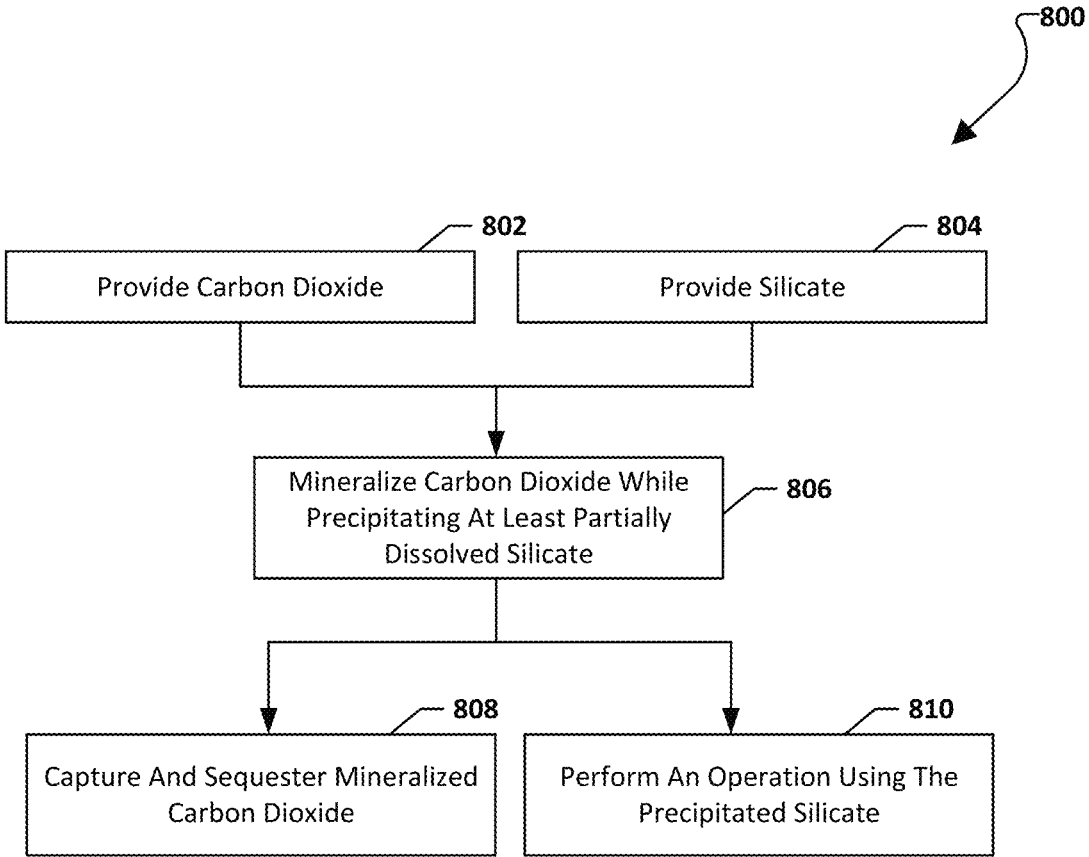 800
802
804
Provide Carbon Dioxide
Provide Silicate
Mineralize Carbon Dioxide While
Precipitating At Least Partially
Dissolved Silicate
806
808
810
Capture And Sequester Mineralized
Carbon Dioxide
Perform An Operation Using The
Precipitated Silicate